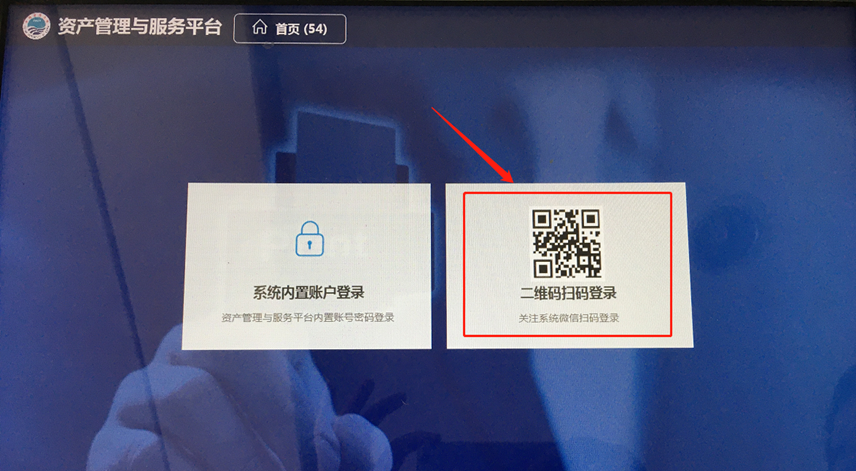 资产管理与服务平台
首页 (54)
系统内置账户登录
资产管理与服务平台内置账号密码登录
二维码扫码登录
关注系统微信扫码登录